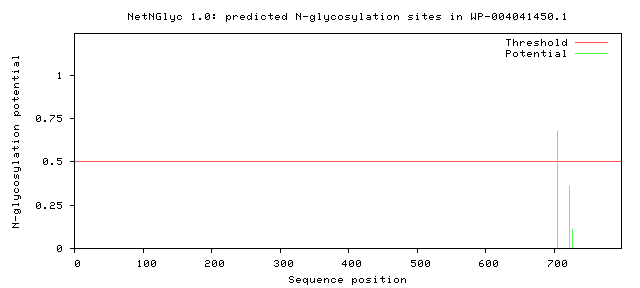 NetNGlyc 1.0: predicted N-glycosylation sites in WP-004041450.1
Threshold
Potential
N-glycosylation potential
1
0.75
0.5
0.25
0
0 100 200 300 400 500 600 700
Sequence position